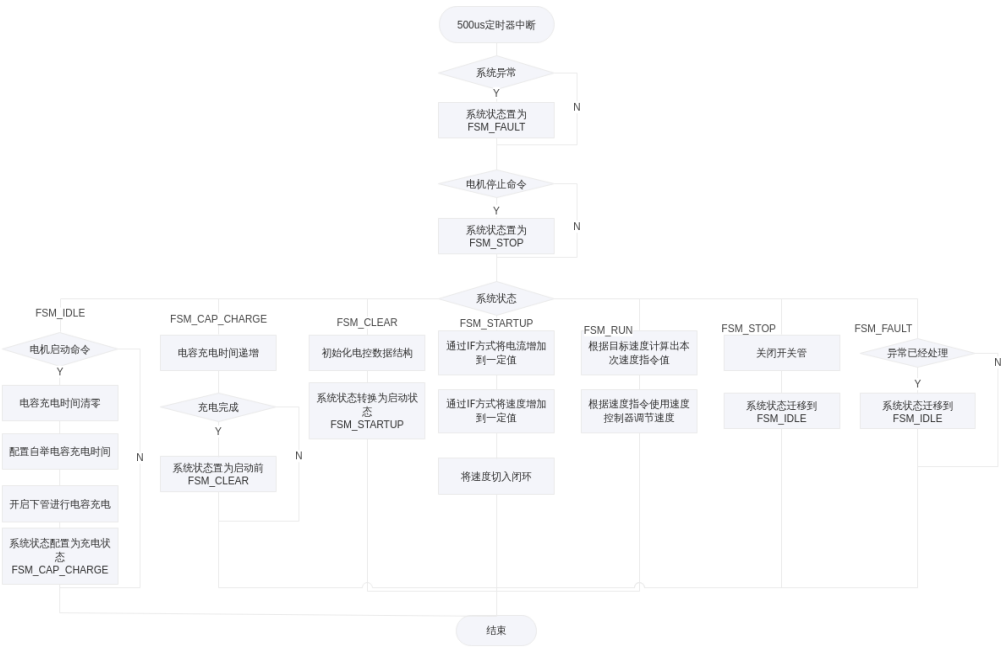 500us定时器中断
系统异常
Y
N
系统状态置为
FSM_FAULT
电机停止命令
Y
N
系统状态置为
FSM_STOP
系统状态
FSM_IDLE
电机启动命令
Y
N
电容充电时间清零
配置自举电容充电时间
开启下管进行电容充电
系统状态配置为充电状
态
FSM_CAP_CHARGE
FSM_CAP_CHARGE
电容充电时间递增
充电完成
Y
N
系统状态置为启动前
FSM_CLEAR
FSM_CLEAR
初始化电控数据结构
系统状态转换为启动状
态
FSM_STARTUP
FSM_STARTUP
通过IF方式将电流增加
到一定值
通过IF方式将速度增加
到一定值
将速度切入闭环
FSM_RUN
根据目标速度计算出本
次速度指令值
根据速度指令使用速度
控制器调节速度
FSM_STOP
关闭开关管
系统状态迁移到
FSM_IDLE
FSM_FAULT
异常已经处理
N
Y
系统状态迁移到
FSM_IDLE
结束